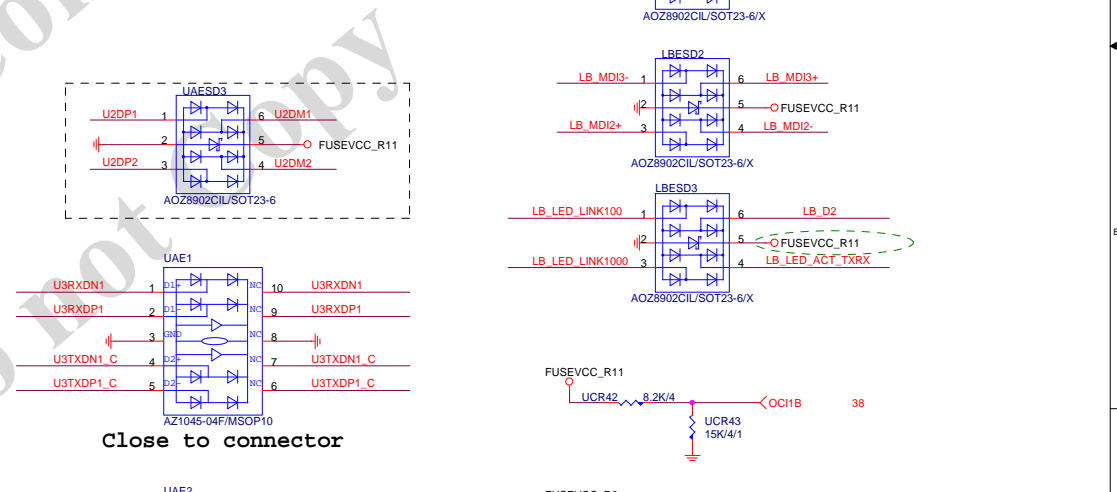 AOZ8902CIL/SOT23-6/X
LBESD2
LB_MDI3- 1 6 LB_MDI3+
2 5 FUSEVCC_R11
LB_MDI2+ 3 4 LB_MDI2-
AOZ8902CIL/SOT23-6/X
UAESD3
U2DP1 1 6 U2DM1
2 5 FUSEVCC_R11
U2DP2 3 4 U2DM2
AOZ8902CIL/SOT23-6
LBESD3
LB_LED_LINK100 1 6 LB_D2
2 5 FUSEVCC_R11
LB_LED_LINK1000 3 4 LB_LED_ACT_TXRX
AOZ8902CIL/SOT23-6/X
UAE1
U3RXDN1 1 D1+ NC 10 U3RXDN1
U3RXDP1 2 D1- NC 9 U3RXDP1
3 GND NC 8
U3TXDN1_C 4 D2+ NC 7 U3TXDN1_C
U3TXDP1_C 5 D2- NC 6 U3TXDP1_C
AZ1045-04F/MSOP10
Close to connector
FUSEVCC_R11
UCR42 8.2K/4
OCI1B 38
UCR43
15K/4/1
UAE2
not Copy